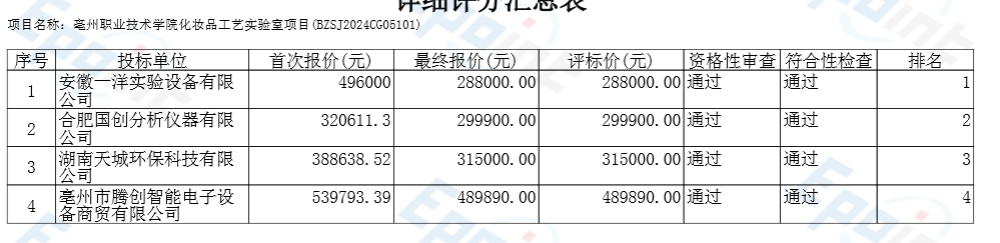 详细评分汇总表
项目名称：亳州职业技术学院化妆品工艺实验室项目(BZSJ2024CG05101)
序号 投标单位 首次报价(元) 最终报价(元) 评标价(元) 资格性审查 符合性检查 排名
1 安徽一洋实验设备有限公司 496000 288000.00 288000.00 通过 通过 1
2 合肥国创分析仪器有限公司 320611.3 299900.00 299900.00 通过 通过 2
3 湖南天城环保科技有限公司 388638.52 315000.00 315000.00 通过 通过 3
4 亳州市腾创智能电子设备商贸有限公司 539793.39 489890.00 489890.00 通过 通过 4